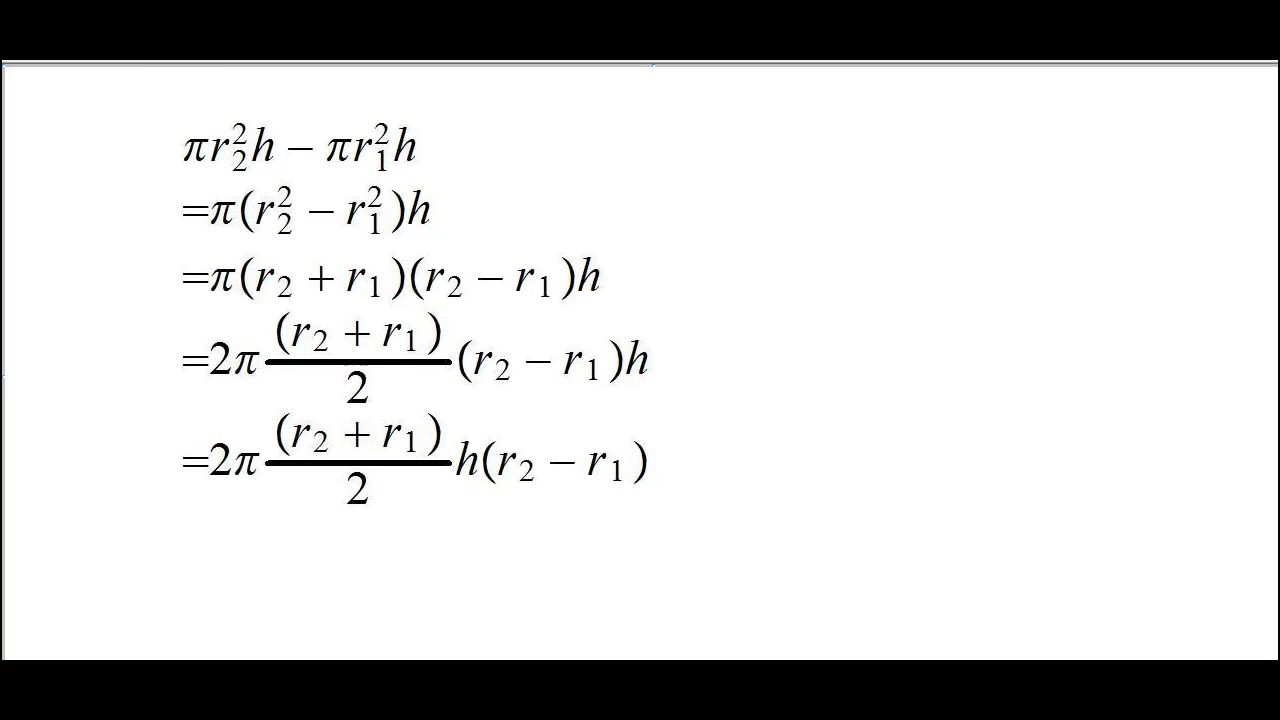 πr₂²h − πr₁²h
=π(r₂² − r₁²)h
=π(r₂ + r₁)(r₂ − r₁)h
=2π (r₂ + r₁)/2 (r₂ − r₁)h
=2π (r₂ + r₁)/2 h(r₂ − r₁)